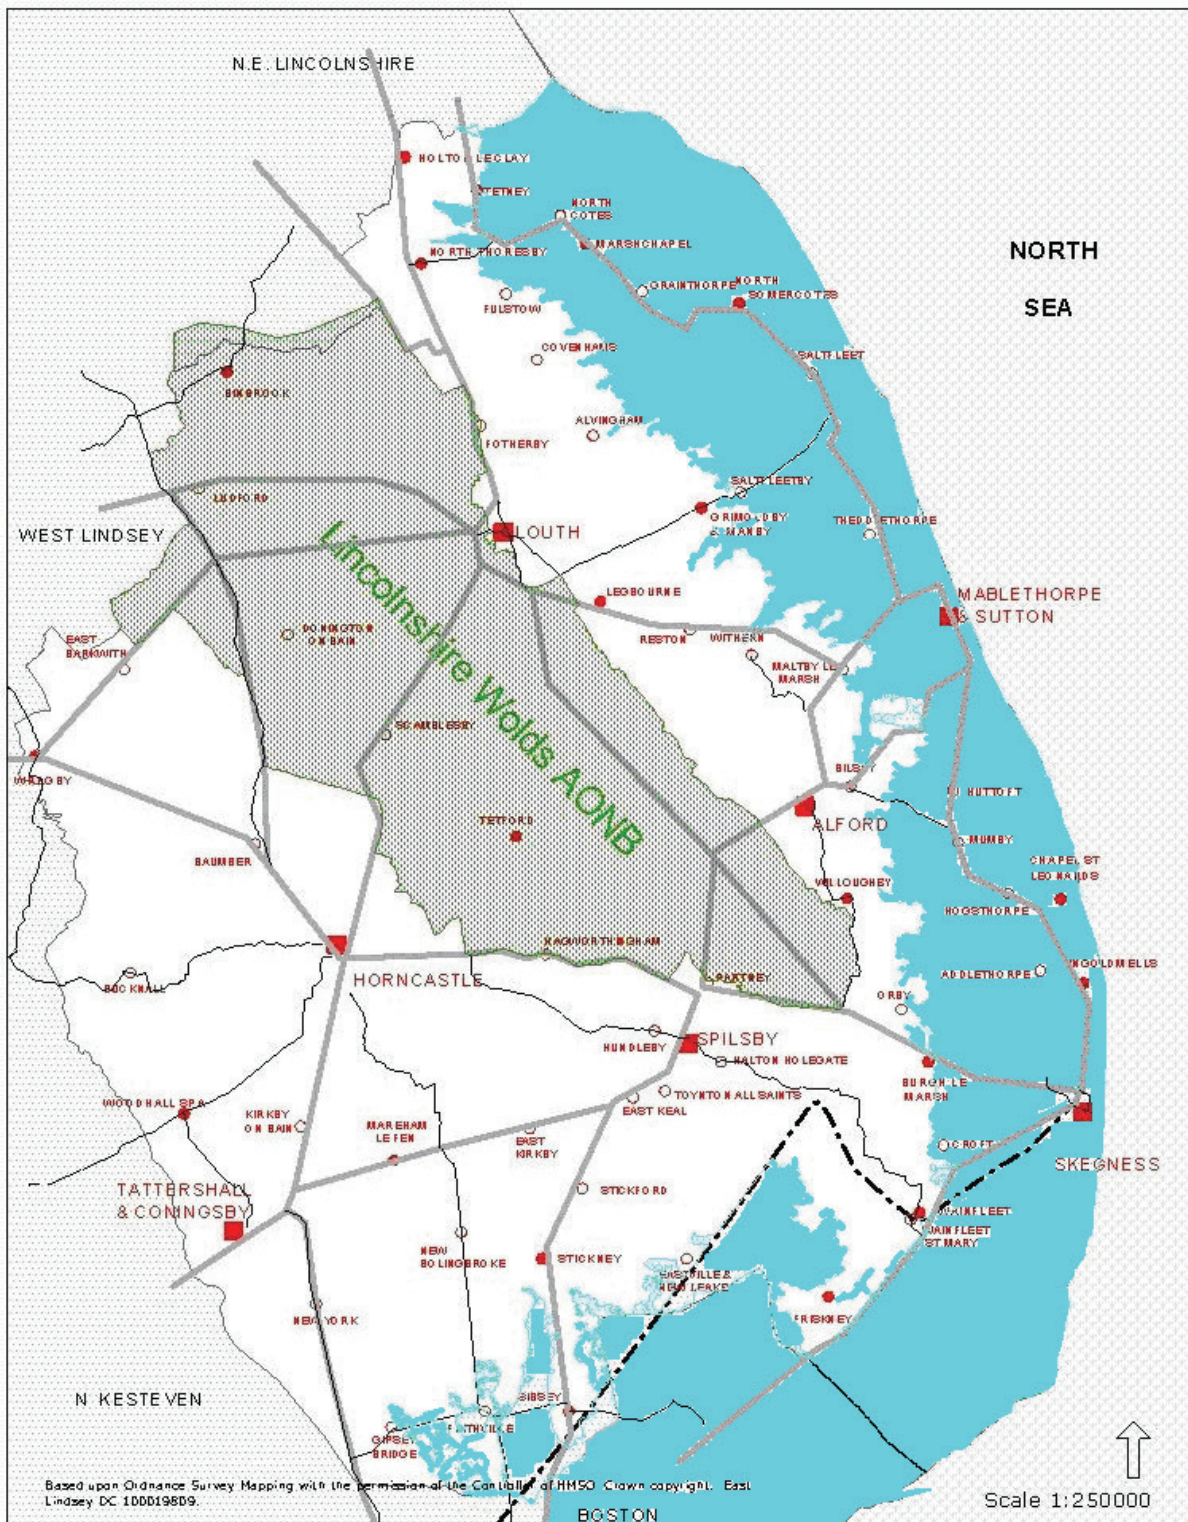 N.E. LINCOLNSHIRE
HOLTON LE CLAY
TETNEY
NORTH
COTES
NORTH THORESBY
MARSHCHAPEL
NORTH
SEA
GRAINTHORPE
NORTH
SOMERCOTES
FULSTOW
COVENHAMS
SALTFLEET
BINBROOK
ALVINGHAM
FOTHERBY
LUDFORD
SALTFLEETBY
GRIMOLDBY
& MANBY
THEDDLETHORPE
WEST LINDSEY
LOUTH
Lincolnshire Wolds AONB
LEGBOURNE
MABLETHORPE
& SUTTON
EAST
BARKWITH
DONINGTON
ON BAIN
RESTON
WITHERN
MALTBY LE
MARSH
SCAMBLESBY
WRAGBY
BILSBY
HUTTOFT
ALFORD
TETFORD
MUMBY
BAUMBER
CHAPEL ST
LEONARDS
WILLOUGHBY
HOGSTHORPE
HAGWORTHINGHAM
HORNCASTLE
BUCKNALL
PARTNEY
ADDLETHORPE
INGOLDMELLS
ORBY
HUNDLEBY
SPILSBY
HALTON HOLEGATE
BURGH LE
MARSH
WOODHALL SPA
TOYNTON ALL SAINTS
EAST KEAL
KIRKBY
ON BAIN
MAREHAM
LE FEN
EAST
KIRKBY
CROFT
SKEGNESS
TATTERSHALL
& CONINGSBY
STICKFORD
WAINFLEET
WAINFLEET
ST MARY
NEW
BOLINGBROKE
STICKNEY
EASTVILLE &
NEW LEAKE
NEW YORK
FRISKNEY
N KESTEVEN
SIBSEY
FRITHVILLE
GIPSEY
BRIDGE
Based upon Ordnance Survey Mapping with the permission of the Controller of HMSO Crown copyright. East
Lindsey DC 100019809.
BOSTON
Scale 1:250000